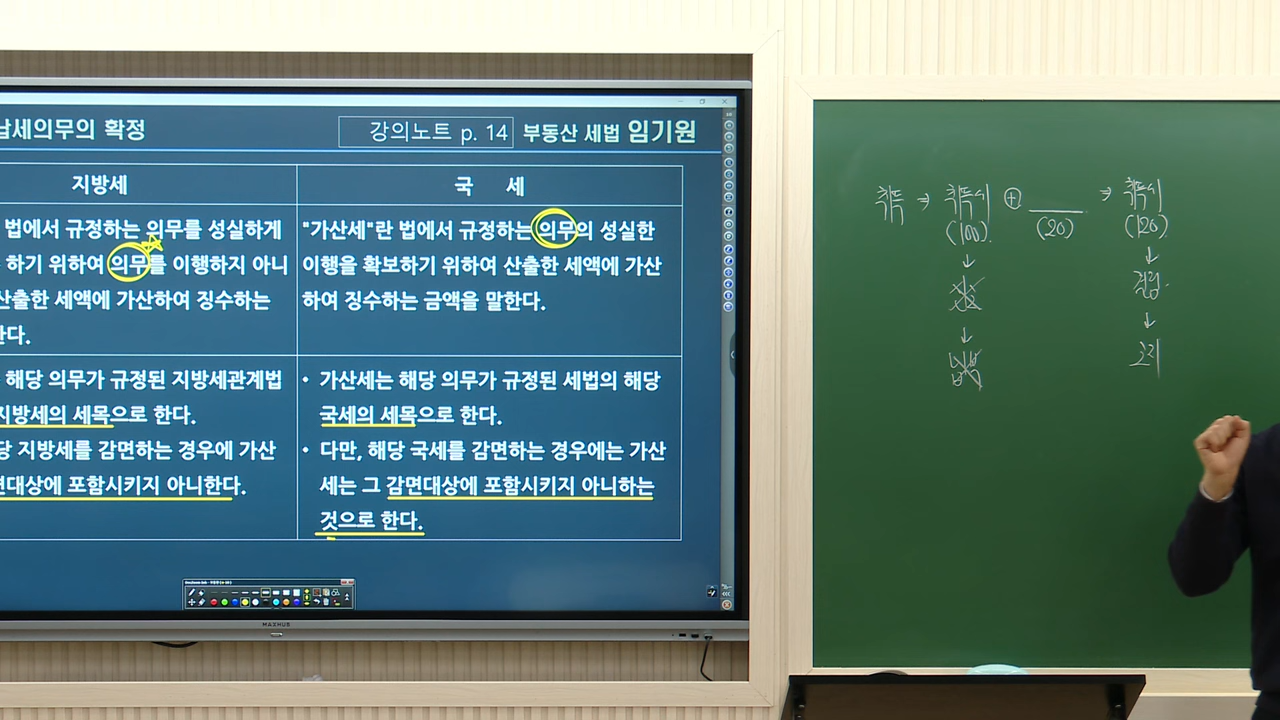 납세의무의 확정
강의노트 p. 14
부동산 세법 임기원
지방세
국 세
법에서 규정하는 의무를 성실하게
하기 위하여 의무를 이행하지 아니
산출한 세액에 가산하여 징수하는
한다.
"가산세"란 법에서 규정하는 의무의 성실한
이행을 확보하기 위하여 산출한 세액에 가산
하여 징수하는 금액을 말한다.
해당 의무가 규정된 지방세관계법
지방세의 세목으로 한다.
당 지방세를 감면하는 경우에 가산
면대상에 포함시키지 아니한다.
• 가산세는 해당 의무가 규정된 세법의 해당
국세의 세목으로 한다.
• 다만, 해당 국세를 감면하는 경우에는 가산
세는 그 감면대상에 포함시키지 아니하는
것으로 한다.
MAXHUB
취득 ⇒ 취득세 ⊕ ⇒ 취득세
(100) (20) (120)
↓ ↓
↓ ↓